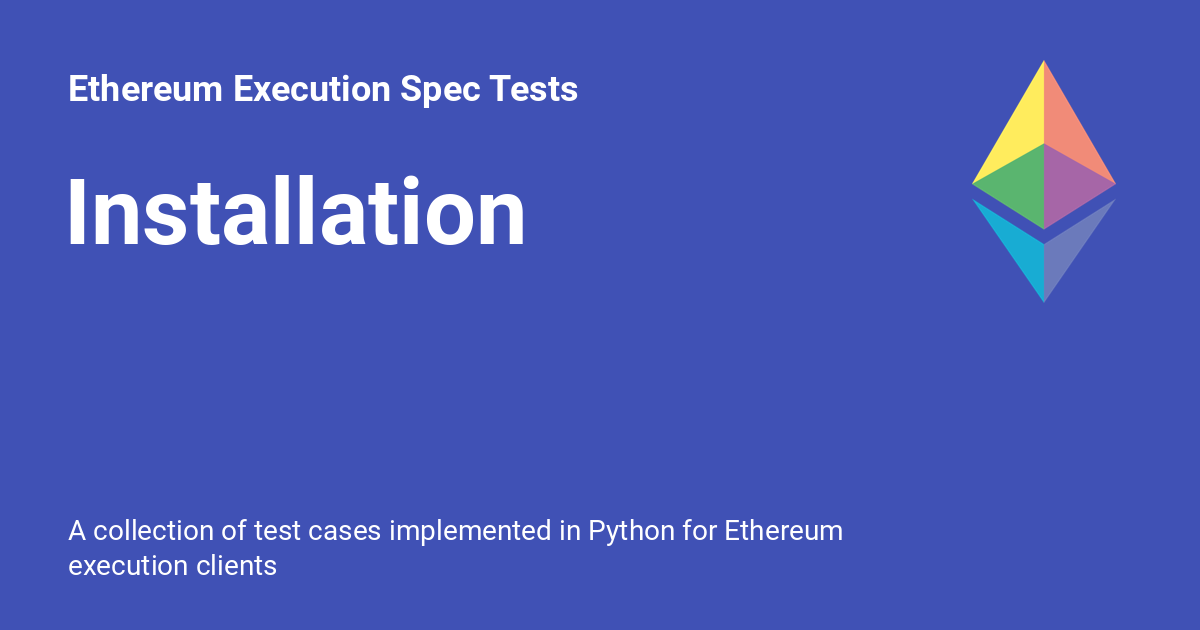 Ethereum Execution Spec Tests
Installation
A collection of test cases implemented in Python for Ethereum
execution clients